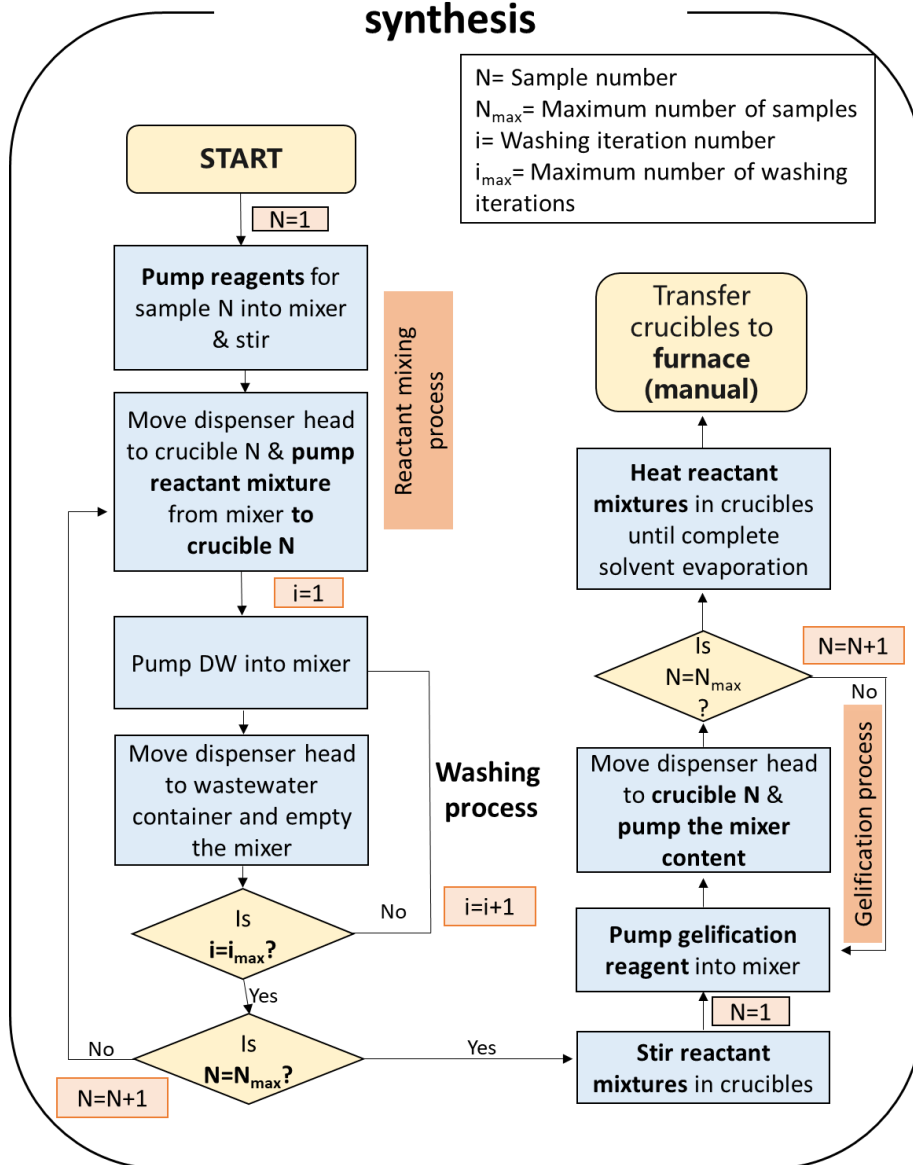 synthesis
N= Sample number
Nmax= Maximum number of samples
i= Washing iteration number
imax= Maximum number of washing
iterations
START
N=1
Pump reagents for
sample N into mixer
& stir
Reactant mixing
process
Move dispenser head
to crucible N & pump
reactant mixture
from mixer to
crucible N
i=1
Pump DW into mixer
Move dispenser head
to wastewater
container and empty
the mixer
Washing
process
Is
i=imax?
No
i=i+1
Yes
Is
N=Nmax?
No
N=N+1
Yes
Stir reactant
mixtures in crucibles
N=1
Pump gelification
reagent into mixer
Move dispenser head
to crucible N &
pump the mixer
content
Gelification process
Is
N=Nmax
?
N=N+1
No
Heat reactant
mixtures in crucibles
until complete
solvent evaporation
Transfer
crucibles to
furnace
(manual)